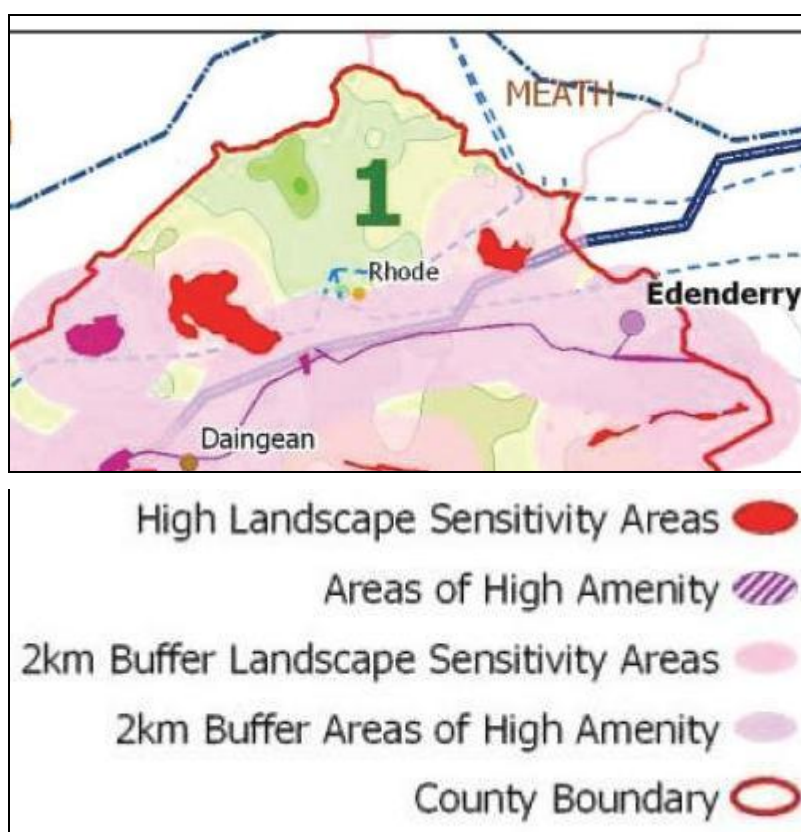 MEATH
1
Rhode
Edenderry
Daingean
High Landscape Sensitivity Areas
Areas of High Amenity
2km Buffer Landscape Sensitivity Areas
2km Buffer Areas of High Amenity
County Boundary